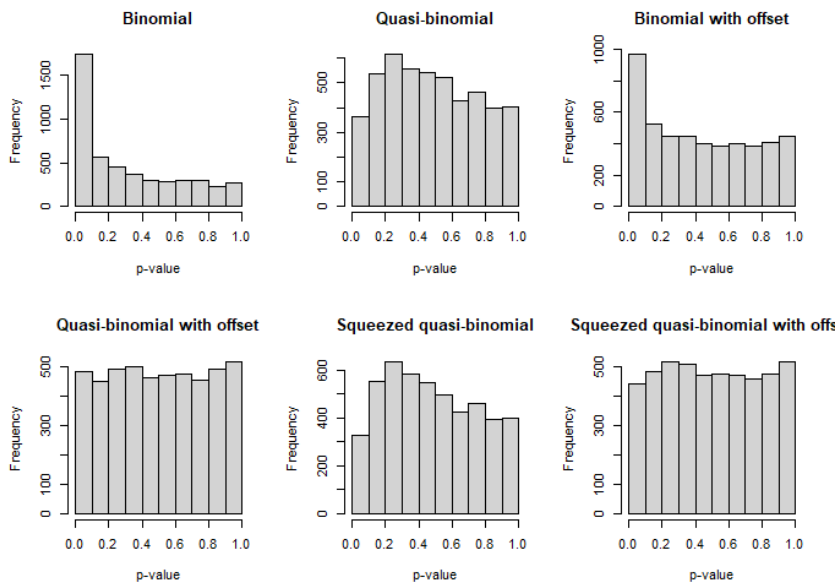 Binomial
Quasi-binomial
Binomial with offset
Frequency
0 500 1000 1500
0.0 0.2 0.4 0.6 0.8 1.0
p-value
Frequency
0 100 300 500
0.0 0.2 0.4 0.6 0.8 1.0
p-value
Frequency
0 200 400 600 1000
0.0 0.2 0.4 0.6 0.8 1.0
p-value
Quasi-binomial with offset
Squeezed quasi-binomial
Squeezed quasi-binomial with offs
Frequency
0 100 300 500
0.0 0.2 0.4 0.6 0.8 1.0
p-value
Frequency
0 200 400 600
0.0 0.2 0.4 0.6 0.8 1.0
p-value
Frequency
0 100 300 500
0.0 0.2 0.4 0.6 0.8 1.0
p-value